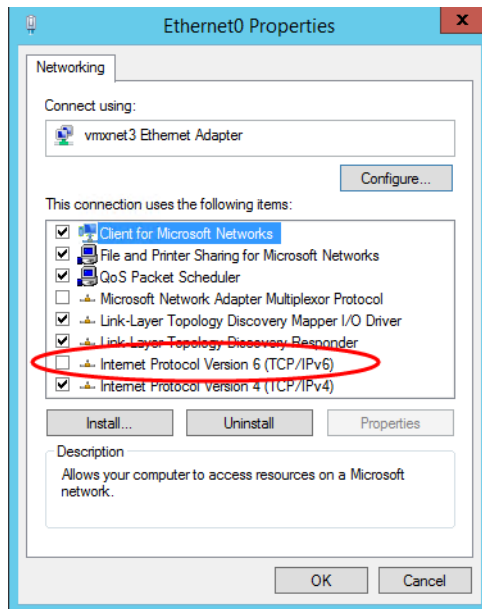 Ethernet0 Properties
x
Networking
Connect using:
vmxnet3 Ethernet Adapter
Configure...
This connection uses the following items:
Client for Microsoft Networks
File and Printer Sharing for Microsoft Networks
QoS Packet Scheduler
Microsoft Network Adapter Multiplexor Protocol
Link-Layer Topology Discovery Mapper I/O Driver
Link-Layer Topology Discovery Responder
Internet Protocol Version 6 (TCP/IPv6)
Internet Protocol Version 4 (TCP/IPv4)
Install... Uninstall Properties
Description
Allows your computer to access resources on a Microsoft
network.
OK Cancel